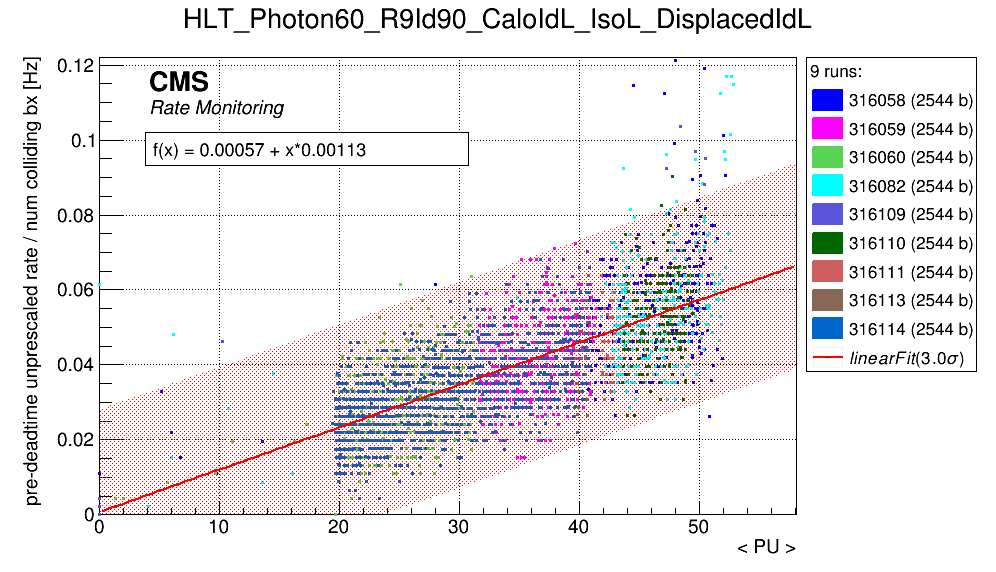 HLT_Photon60_R9Id90_CaloIdL_IsoL_DisplacedIdL
pre-deadtime unprescaled rate / num colliding bx [Hz]
0.12
0.1
0.08
0.06
0.04
0.02
0
CMS
Rate Monitoring
f(x) = 0.00057 + x*0.00113
0 10 20 30 40 50
< PU >
9 runs:
316058 (2544 b)
316059 (2544 b)
316060 (2544 b)
316082 (2544 b)
316109 (2544 b)
316110 (2544 b)
316111 (2544 b)
316113 (2544 b)
316114 (2544 b)
linearFit(3.0σ)